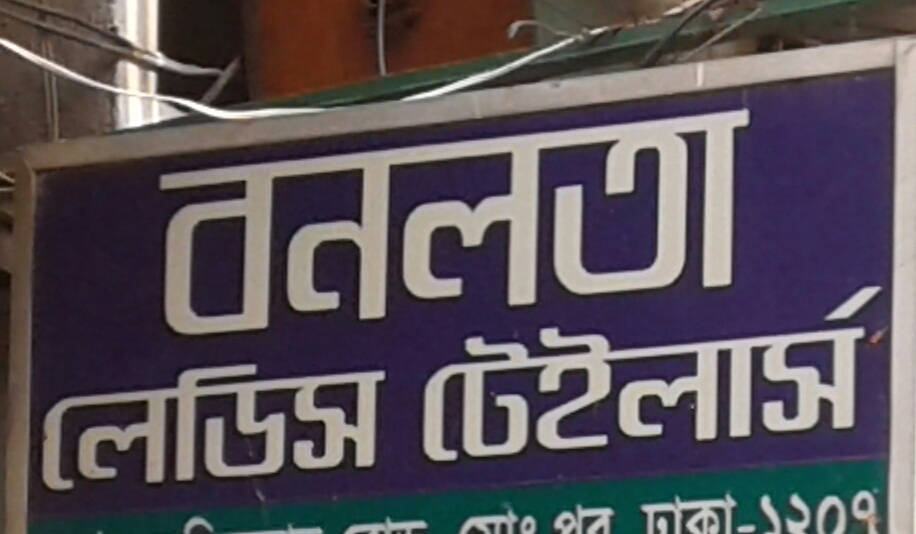 বনলতা
লেডিস টেইলার্স
রোড, মোঃ পুর, ঢাকা-১২০৭